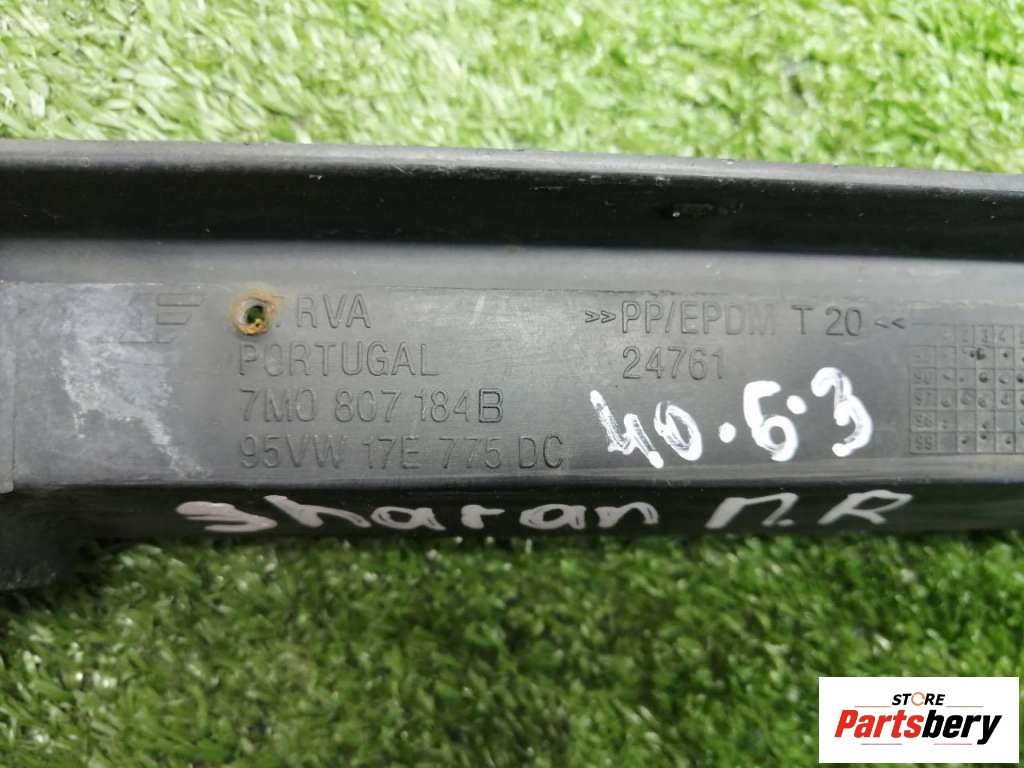 RVA
PORTUGAL
7M0 807 184B
95VW 17E 775 DC
>>PP/EPDM T 20<<
24761
40.63
Sharan П.R
STORE
Partsbery